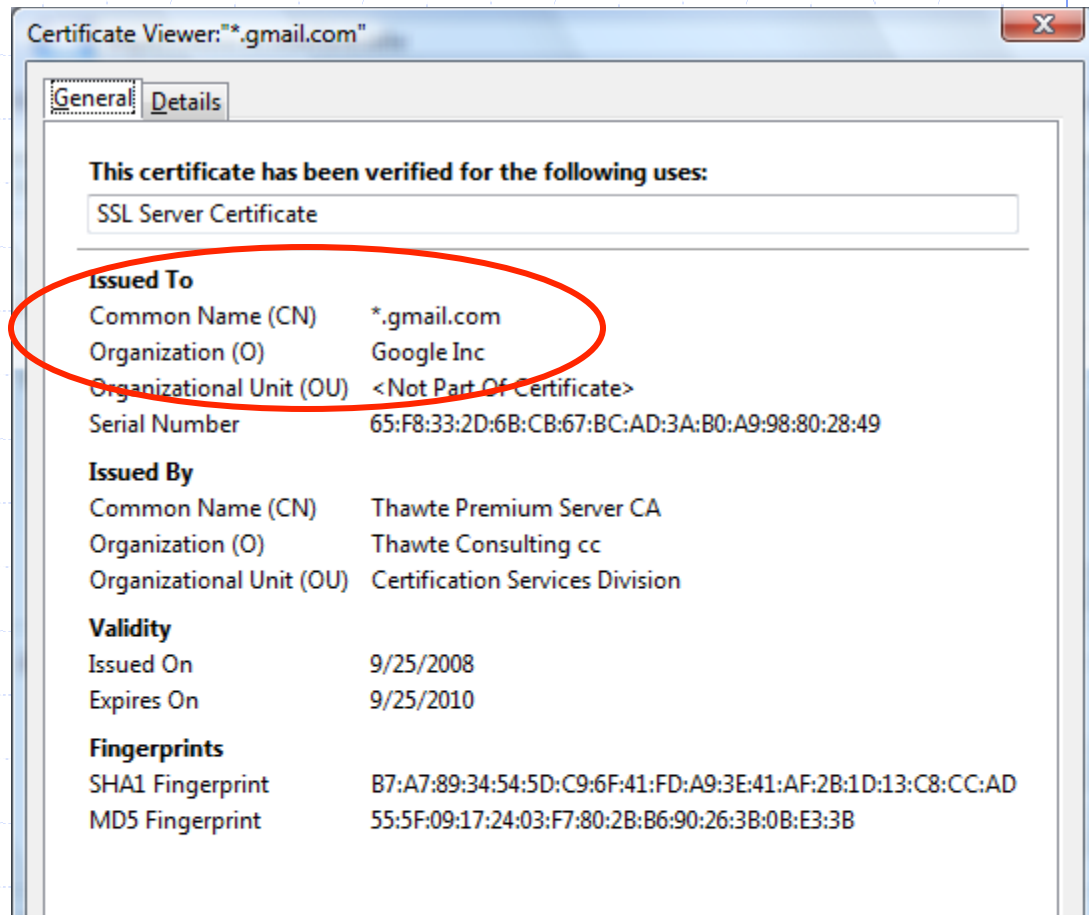 Certificate Viewer:"*.gmail.com"
General Details
This certificate has been verified for the following uses:
SSL Server Certificate
Issued To
Common Name (CN) *.gmail.com
Organization (O) Google Inc
Organizational Unit (OU) <Not Part Of Certificate>
Serial Number 65:F8:33:2D:6B:CB:67:BC:AD:3A:B0:A9:98:80:28:49
Issued By
Common Name (CN) Thawte Premium Server CA
Organization (O) Thawte Consulting cc
Organizational Unit (OU) Certification Services Division
Validity
Issued On 9/25/2008
Expires On 9/25/2010
Fingerprints
SHA1 Fingerprint B7:A7:89:34:54:5D:C9:6F:41:FD:A9:3E:41:AF:2B:1D:13:C8:CC:AD
MD5 Fingerprint 55:5F:09:17:24:03:F7:80:2B:B6:90:26:3B:0B:E3:3B